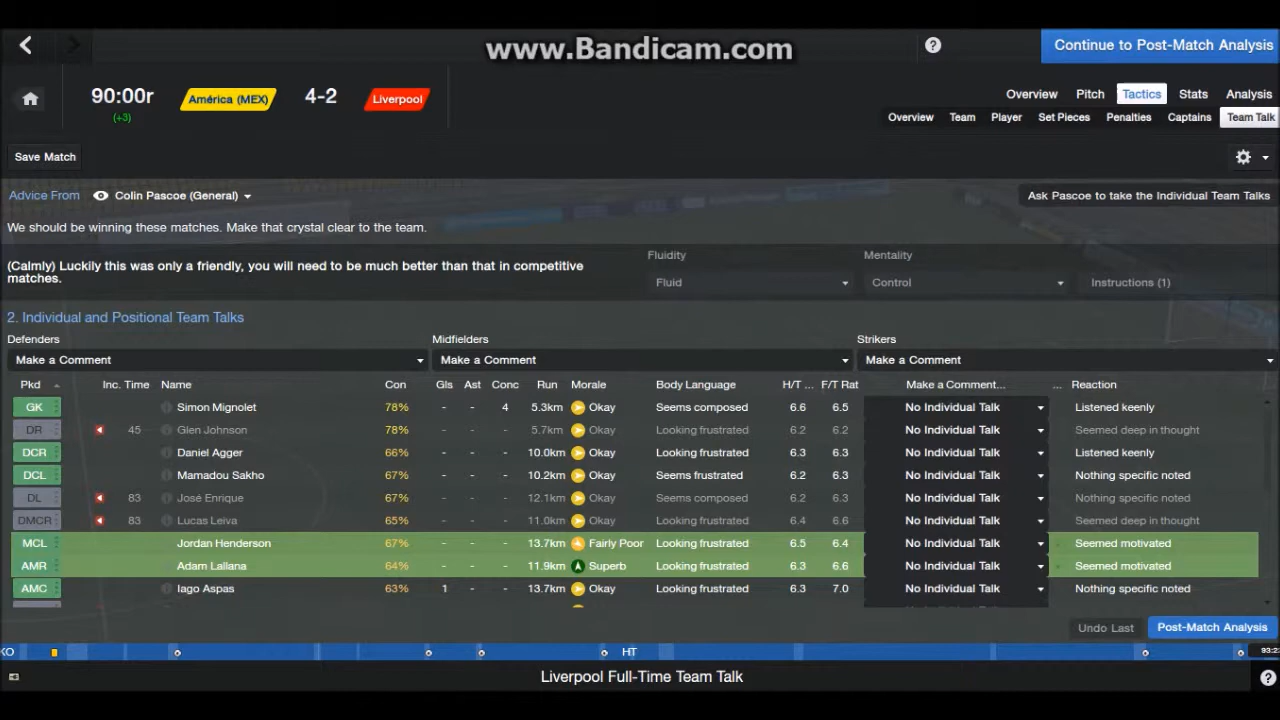 www.Bandicam.com
?
Continue to Post-Match Analysis
90:00r
(+3)
América (MEX)
4-2
Liverpool
Overview Pitch Tactics Stats Analysis
Overview Team Player Set Pieces Penalties Captains Team Talk
Save Match
Advice From Colin Pascoe (General)
Ask Pascoe to take the Individual Team Talks
We should be winning these matches. Make that crystal clear to the team.
(Calmly) Luckily this was only a friendly, you will need to be much better than that in competitive
matches.
Fluidity Mentality
Fluid Control Instructions (1)
2. Individual and Positional Team Talks
Defenders Midfielders Strikers
Make a Comment Make a Comment Make a Comment
Pkd Inc. Time Name Con Gls Ast Conc Run Morale Body Language H/T ... F/T Rat Make a Comment... ... Reaction
GK Simon Mignolet 78% - - 4 5.3km Okay Seems composed 6.6 6.5 No Individual Talk Listened keenly
DR 45 Glen Johnson 78% - - - 5.7km Okay Looking frustrated 6.2 6.2 No Individual Talk Seemed deep in thought
DCR Daniel Agger 66% - - - 10.0km Okay Looking frustrated 6.3 6.3 No Individual Talk Listened keenly
DCL Mamadou Sakho 67% - - - 10.2km Okay Seems frustrated 6.2 6.3 No Individual Talk Nothing specific noted
DL 83 José Enrique 67% - - - 12.1km Okay Seems composed 6.2 6.3 No Individual Talk Nothing specific noted
DMCR 83 Lucas Leiva 65% - - - 11.0km Okay Looking frustrated 6.4 6.6 No Individual Talk Seemed deep in thought
MCL Jordan Henderson 67% - - - 13.7km Fairly Poor Looking frustrated 6.5 6.4 No Individual Talk Seemed motivated
AMR Adam Lallana 64% - - - 11.9km Superb Looking frustrated 6.3 6.6 No Individual Talk Seemed motivated
AMC Iago Aspas 63% 1 - - 13.7km Okay Looking frustrated 6.3 7.0 No Individual Talk Nothing specific noted
Undo Last Post-Match Analysis
KO HT
Liverpool Full-Time Team Talk
?